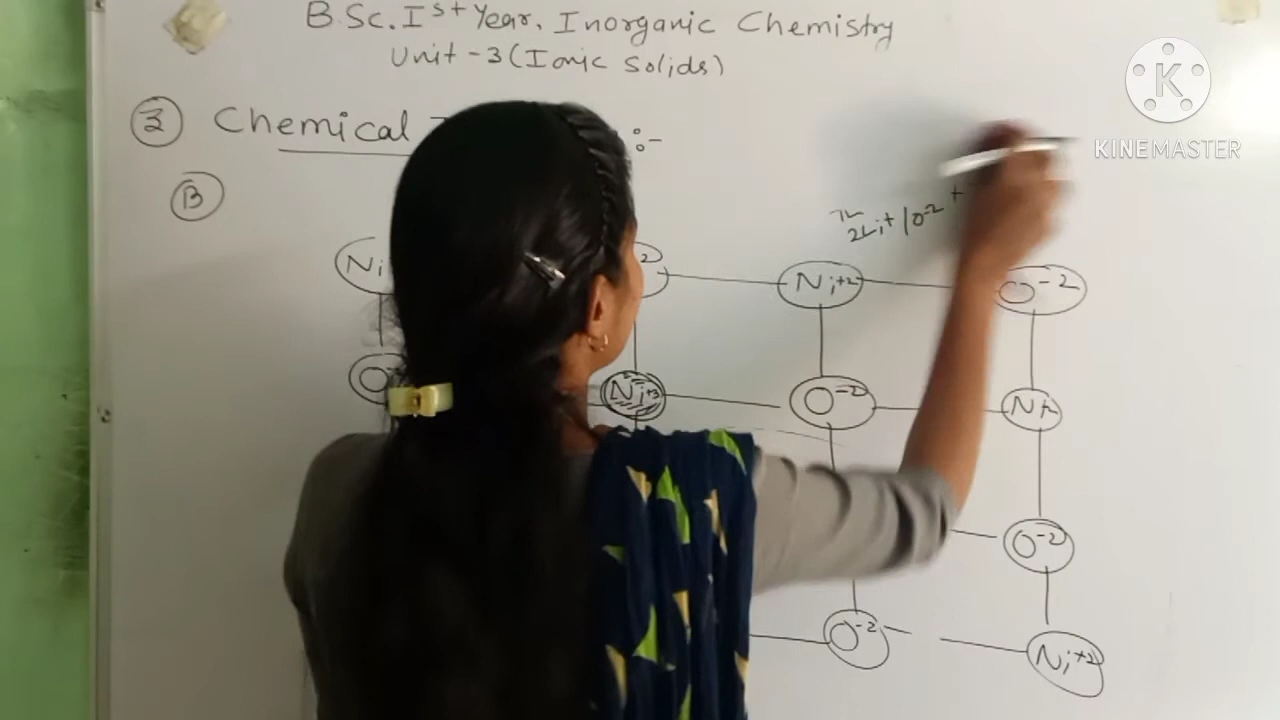 B.Sc. Ist Year, Inorganic Chemistry
Unit - 3 (Ionic Solids)
3 Chemical :-
B
2Li+ / O-2 +
Ni 2 Ni+2 O-2
O Ni+3 O-2 N+2
O-2
O-2 Ni+2
K
KINEMASTER